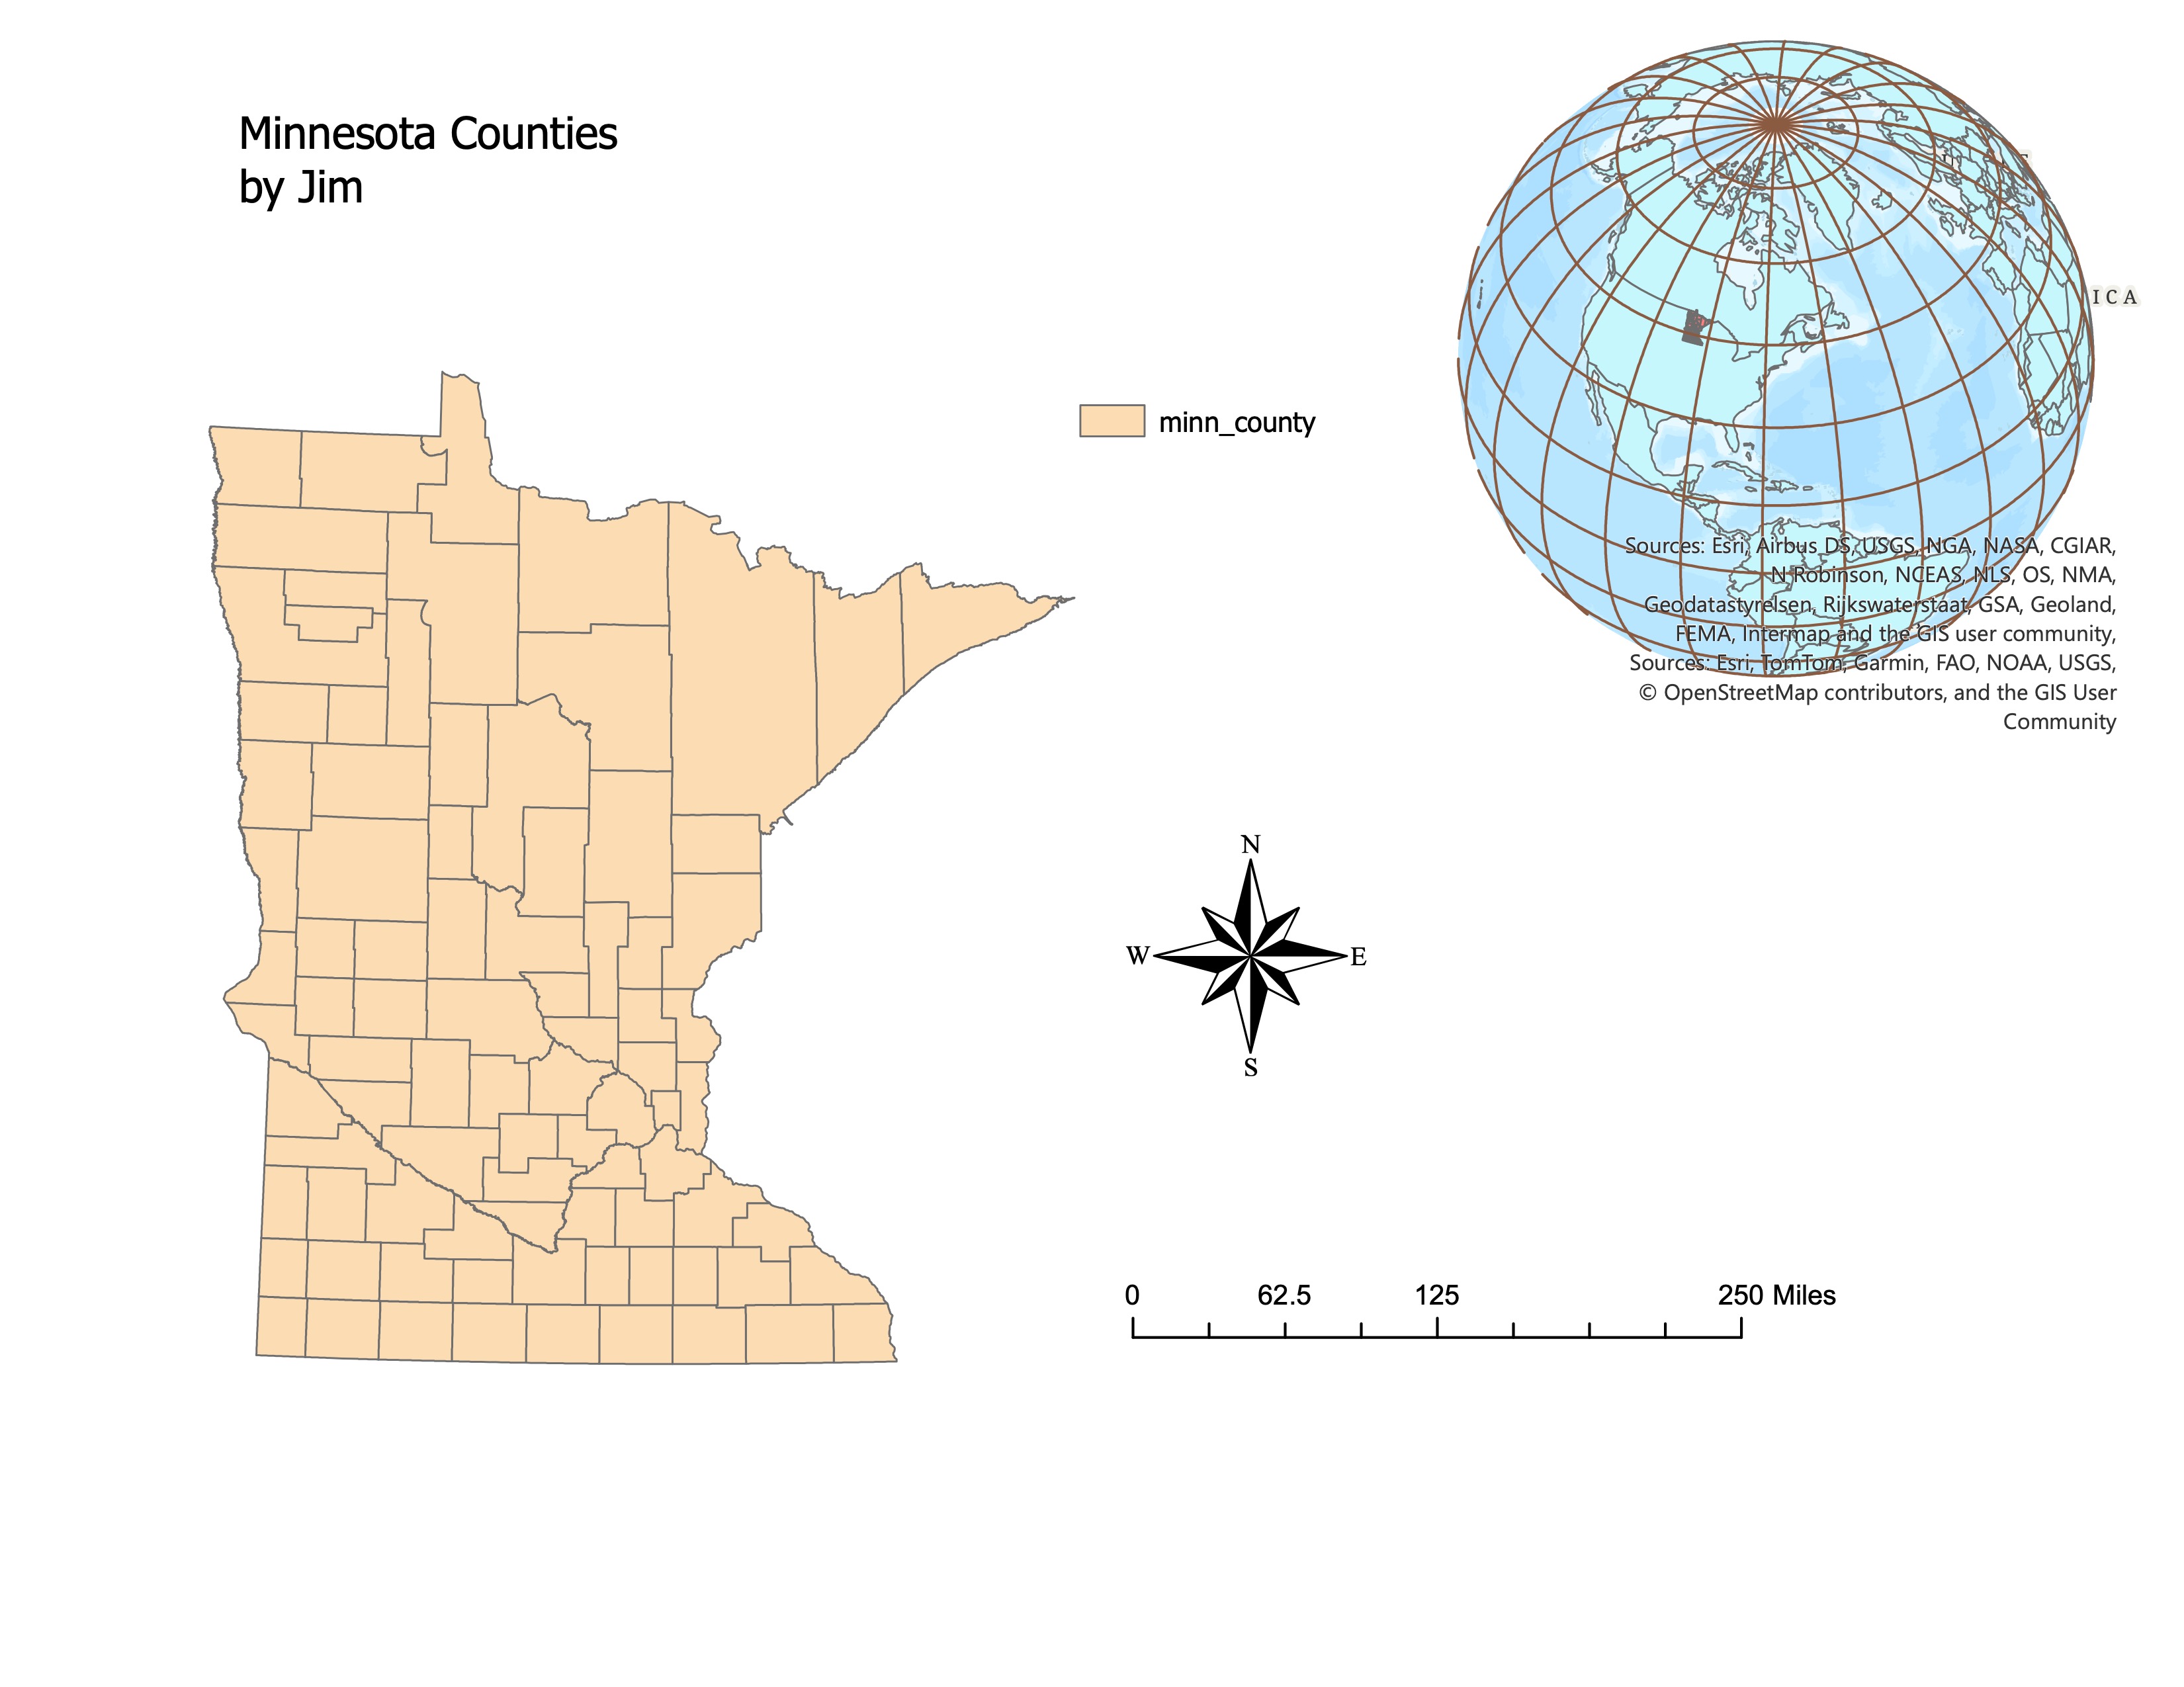 Minnesota Counties
by Jim
minn_county
ICA
Sources: Esri, Airbus DS, USGS, NGA, NASA, CGIAR,
N Robinson, NCEAS, NLS, OS, NMA,
Geodatastyrelsen, Rijkswaterstaat, GSA, Geoland,
FEMA, Intermap and the GIS user community,
Sources: Esri, TomTom, Garmin, FAO, NOAA, USGS,
© OpenStreetMap contributors, and the GIS User
Community
N
W E
S
0 62.5 125 250 Miles